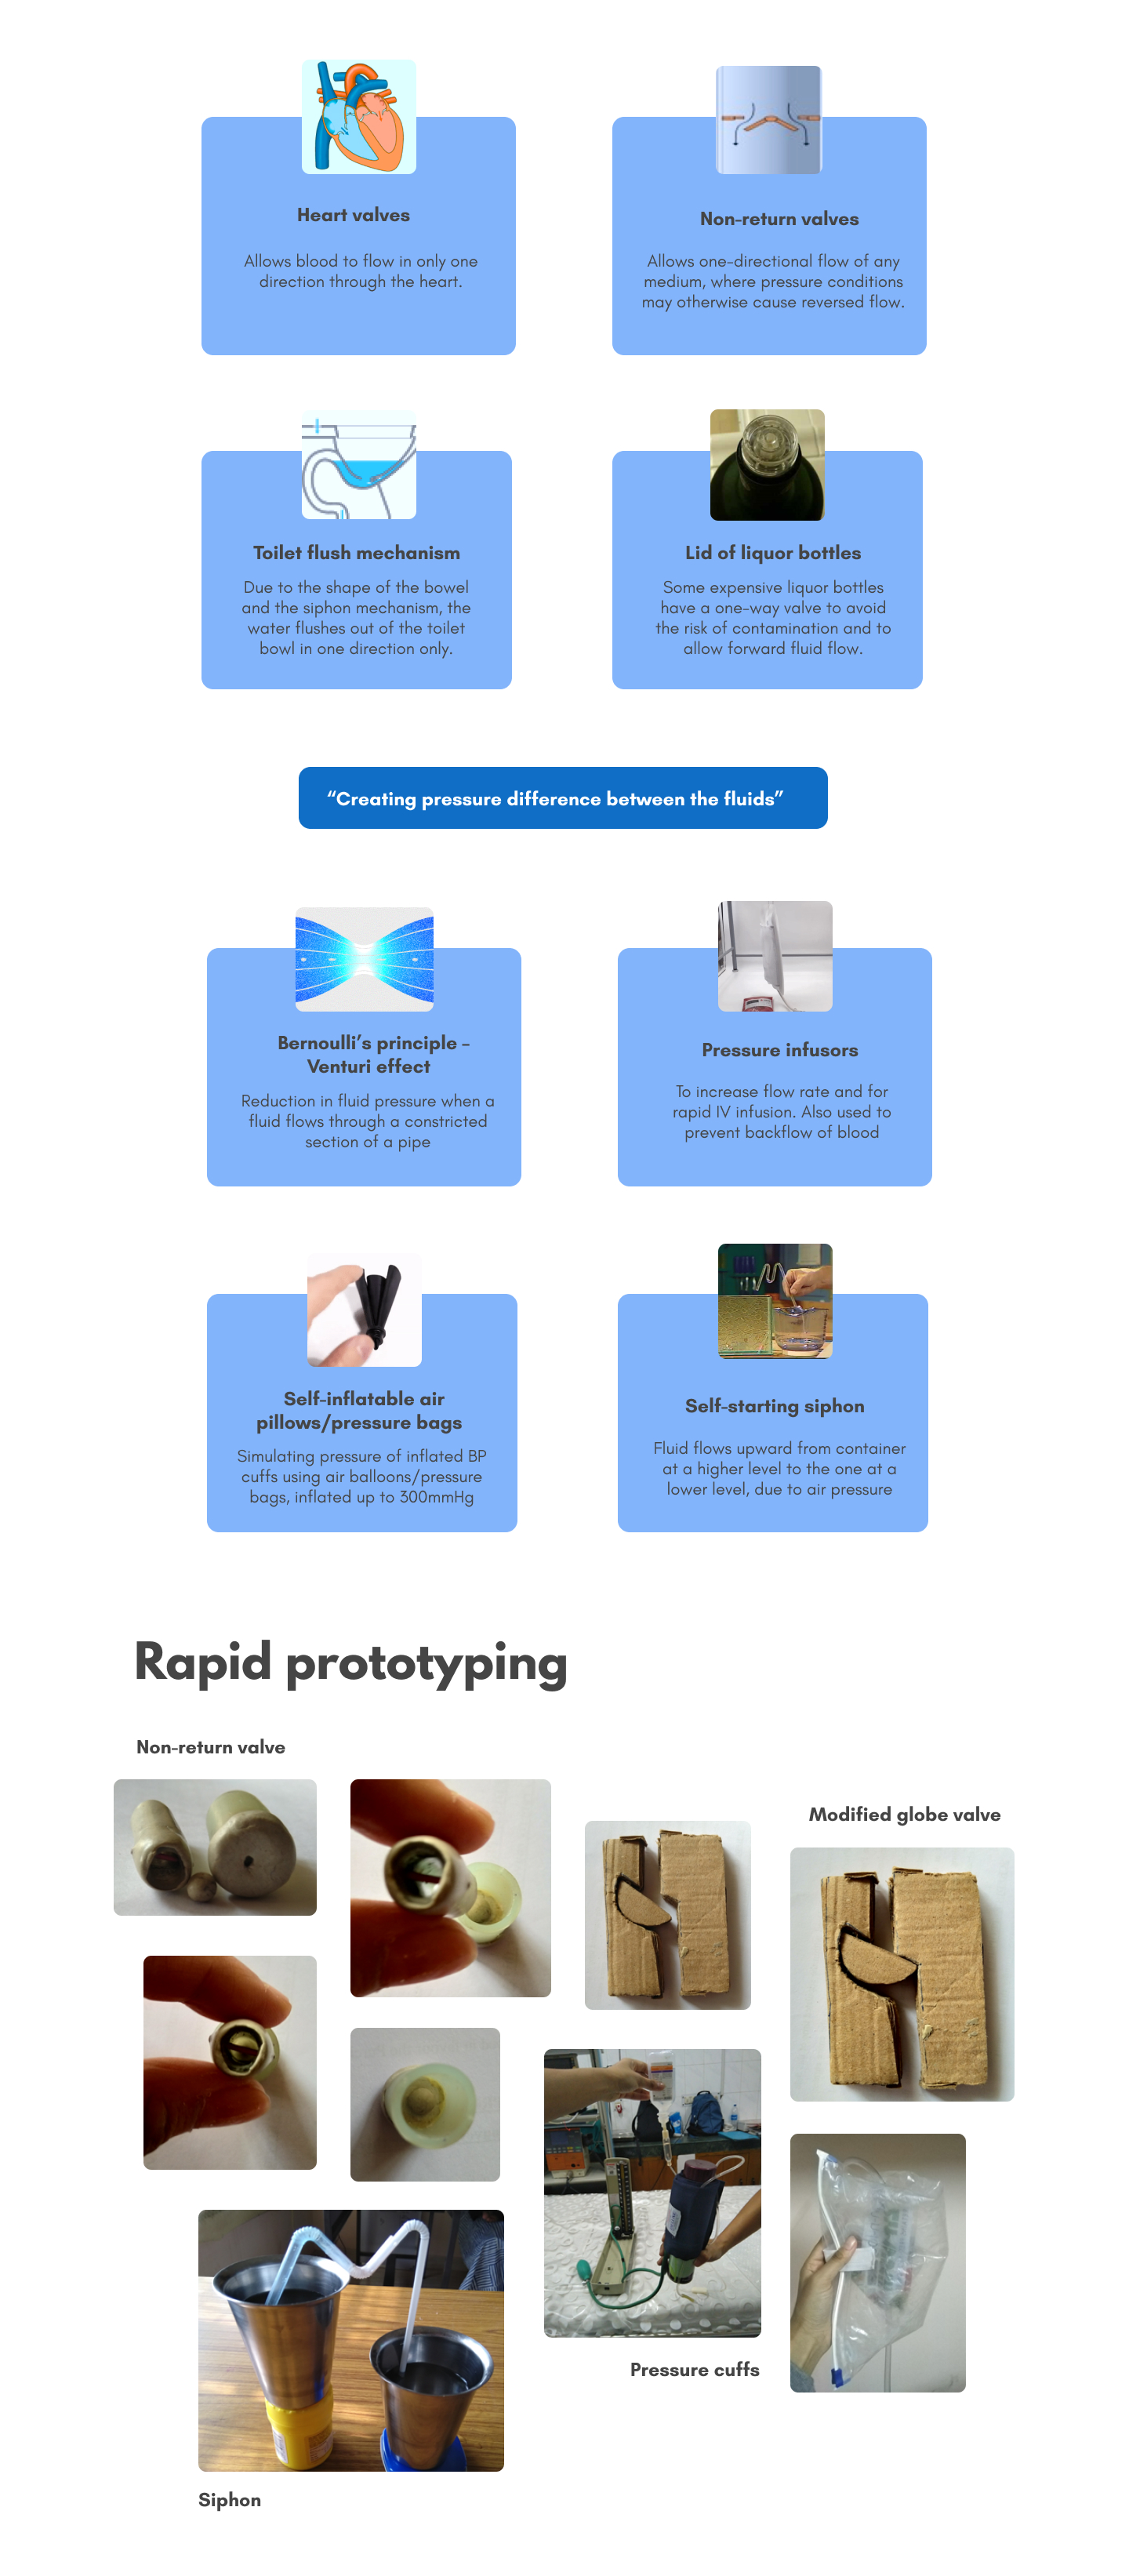 Heart valves
Allows blood to flow in only one
direction through the heart.
Non-return valves
Allows one-directional flow of any
medium, where pressure conditions
may otherwise cause reversed flow.
Toilet flush mechanism
Due to the shape of the bowel
and the siphon mechanism, the
water flushes out of the toilet
bowl in one direction only.
Lid of liquor bottles
Some expensive liquor bottles
have a one-way valve to avoid
the risk of contamination and to
allow forward fluid flow.
“Creating pressure difference between the fluids”
Bernoulli’s principle -
Venturi effect
Reduction in fluid pressure when a
fluid flows through a constricted
section of a pipe
Pressure infusors
To increase flow rate and for
rapid IV infusion. Also used to
prevent backflow of blood
Self-inflatable air
pillows/pressure bags
Simulating pressure of inflated BP
cuffs using air balloons/pressure
bags, inflated up to 300mmHg
Self-starting siphon
Fluid flows upward from container
at a higher level to the one at a
lower level, due to air pressure
Rapid prototyping
Non-return valve
Modified globe valve
Pressure cuffs
Siphon